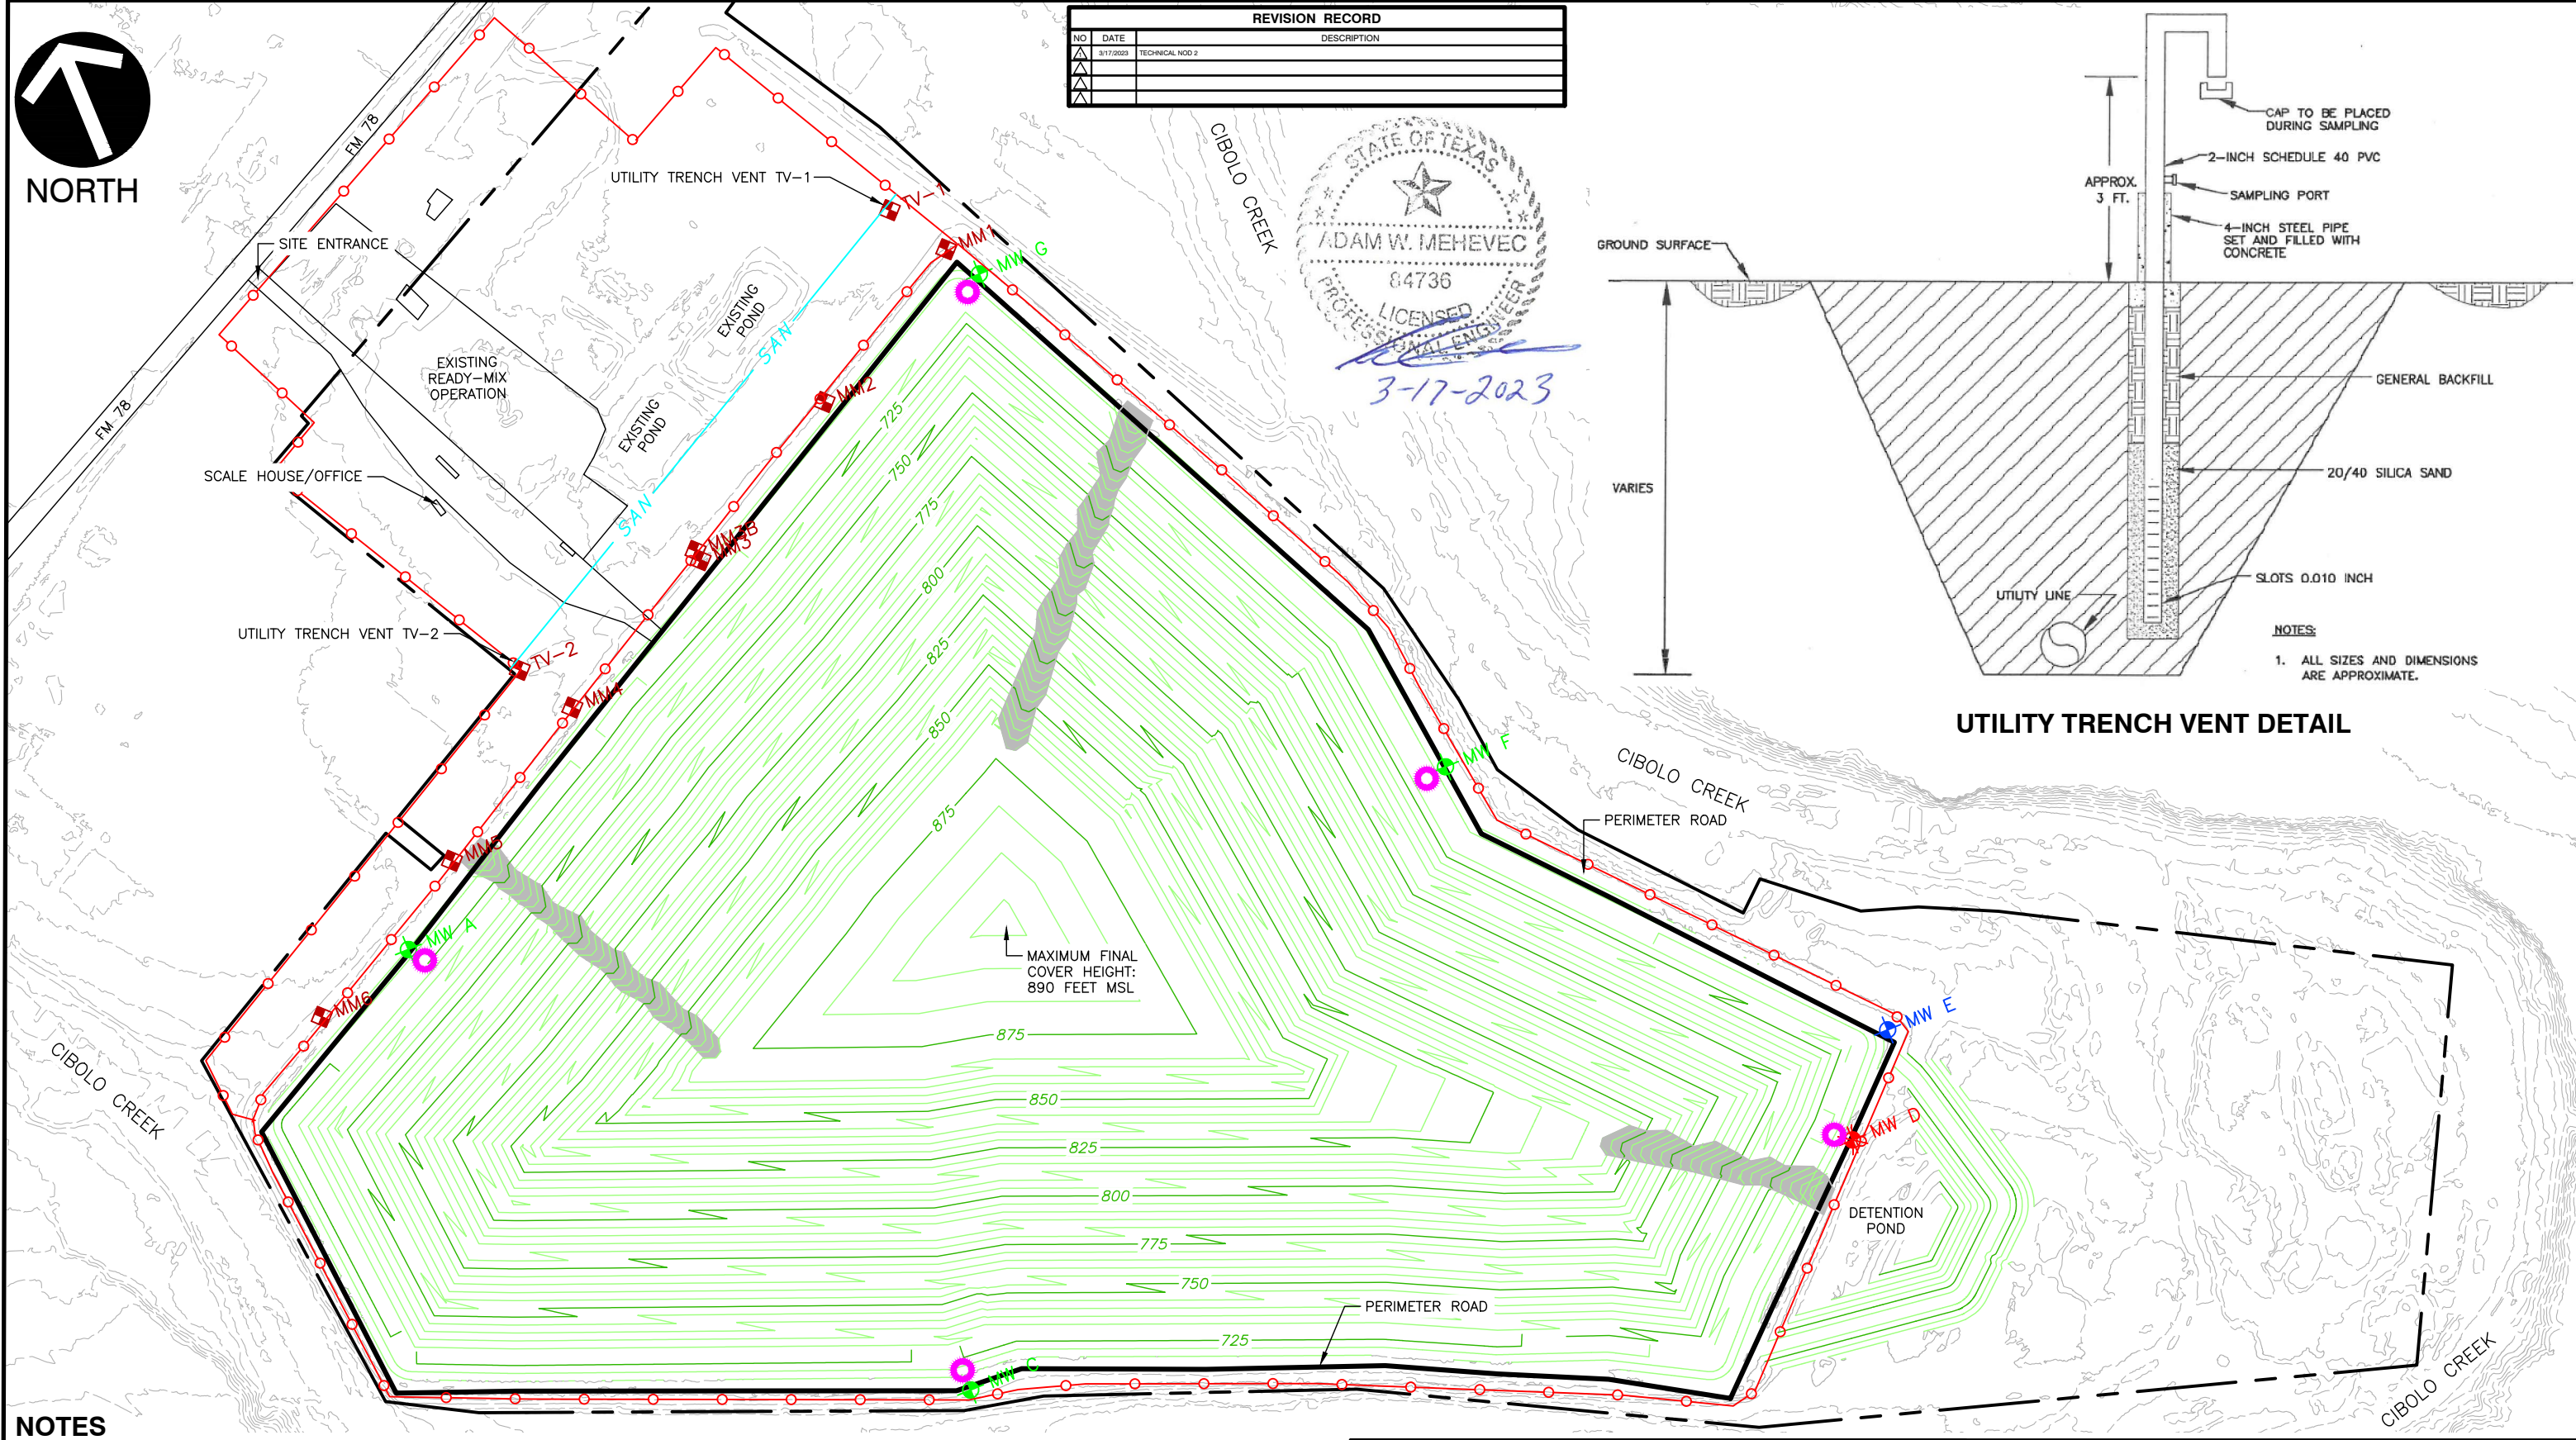 REVISION RECORD
NO DATE DESCRIPTION
3/17/2023 TECHNICAL NOD 2
NORTH
FM 78
FM 78
SITE ENTRANCE
UTILITY TRENCH VENT TV-1
TV-1
MM1
MW G
CIBOLO CREEK
STATE OF TEXAS
ADAM W. MEHEVEC
84736
LICENSED
PROFESSIONAL ENGINEER
3-17-2023
EXISTING
READY-MIX
OPERATION
EXISTING
POND
EXISTING
POND
SAN
SAN
MM2
SCALE HOUSE/OFFICE
MM3B
MM3
UTILITY TRENCH VENT TV-2
TV-2
MM4
MM5
MW A
MM6
CIBOLO CREEK
725
750
775
800
825
850
875
MAXIMUM FINAL
COVER HEIGHT:
890 FEET MSL
875
850
825
800
775
750
725
MW F
CIBOLO CREEK
PERIMETER ROAD
MW E
MW D
DETENTION
POND
PERIMETER ROAD
MW C
CIBOLO CREEK
CAP TO BE PLACED
DURING SAMPLING
2-INCH SCHEDULE 40 PVC
APPROX.
3 FT.
SAMPLING PORT
4-INCH STEEL PIPE
SET AND FILLED WITH
CONCRETE
GROUND SURFACE
GENERAL BACKFILL
VARIES
20/40 SILICA SAND
SLOTS 0.010 INCH
UTILITY LINE
NOTES:
1. ALL SIZES AND DIMENSIONS
ARE APPROXIMATE.
UTILITY TRENCH VENT DETAIL
NOTES